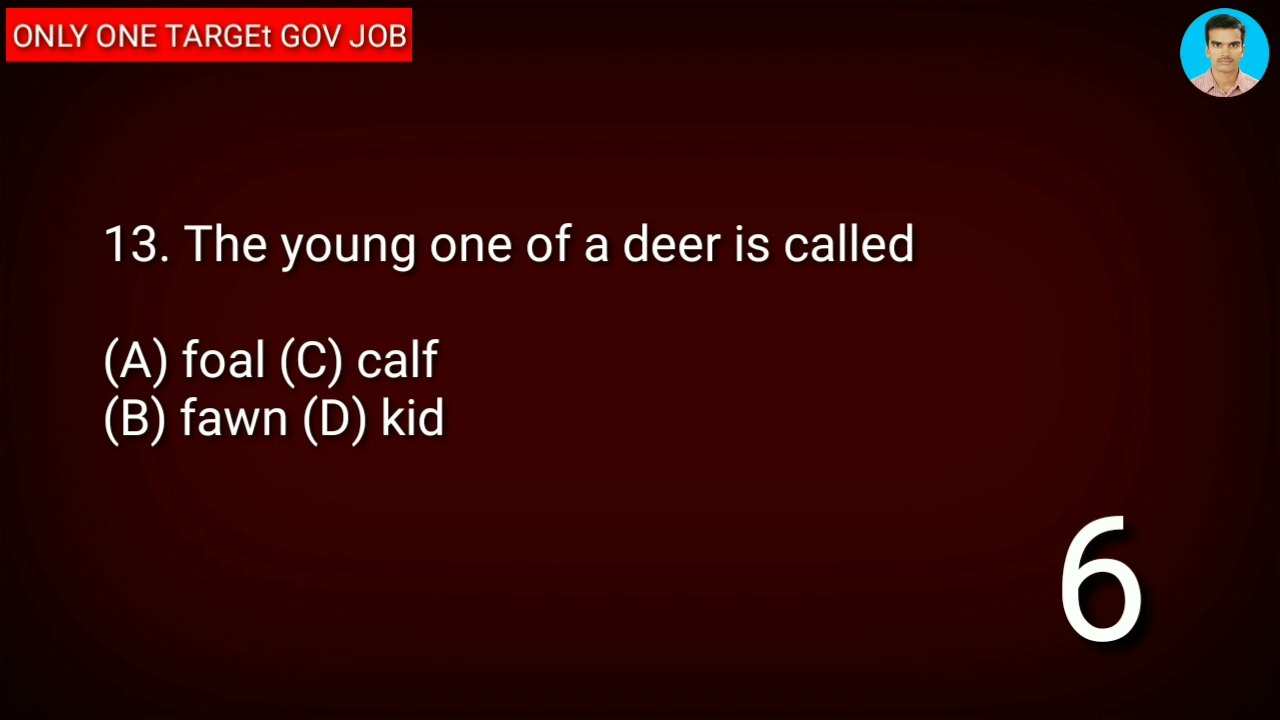 ONLY ONE TARGEt GOV JOB
13. The young one of a deer is called
(A) foal (C) calf
(B) fawn (D) kid
6